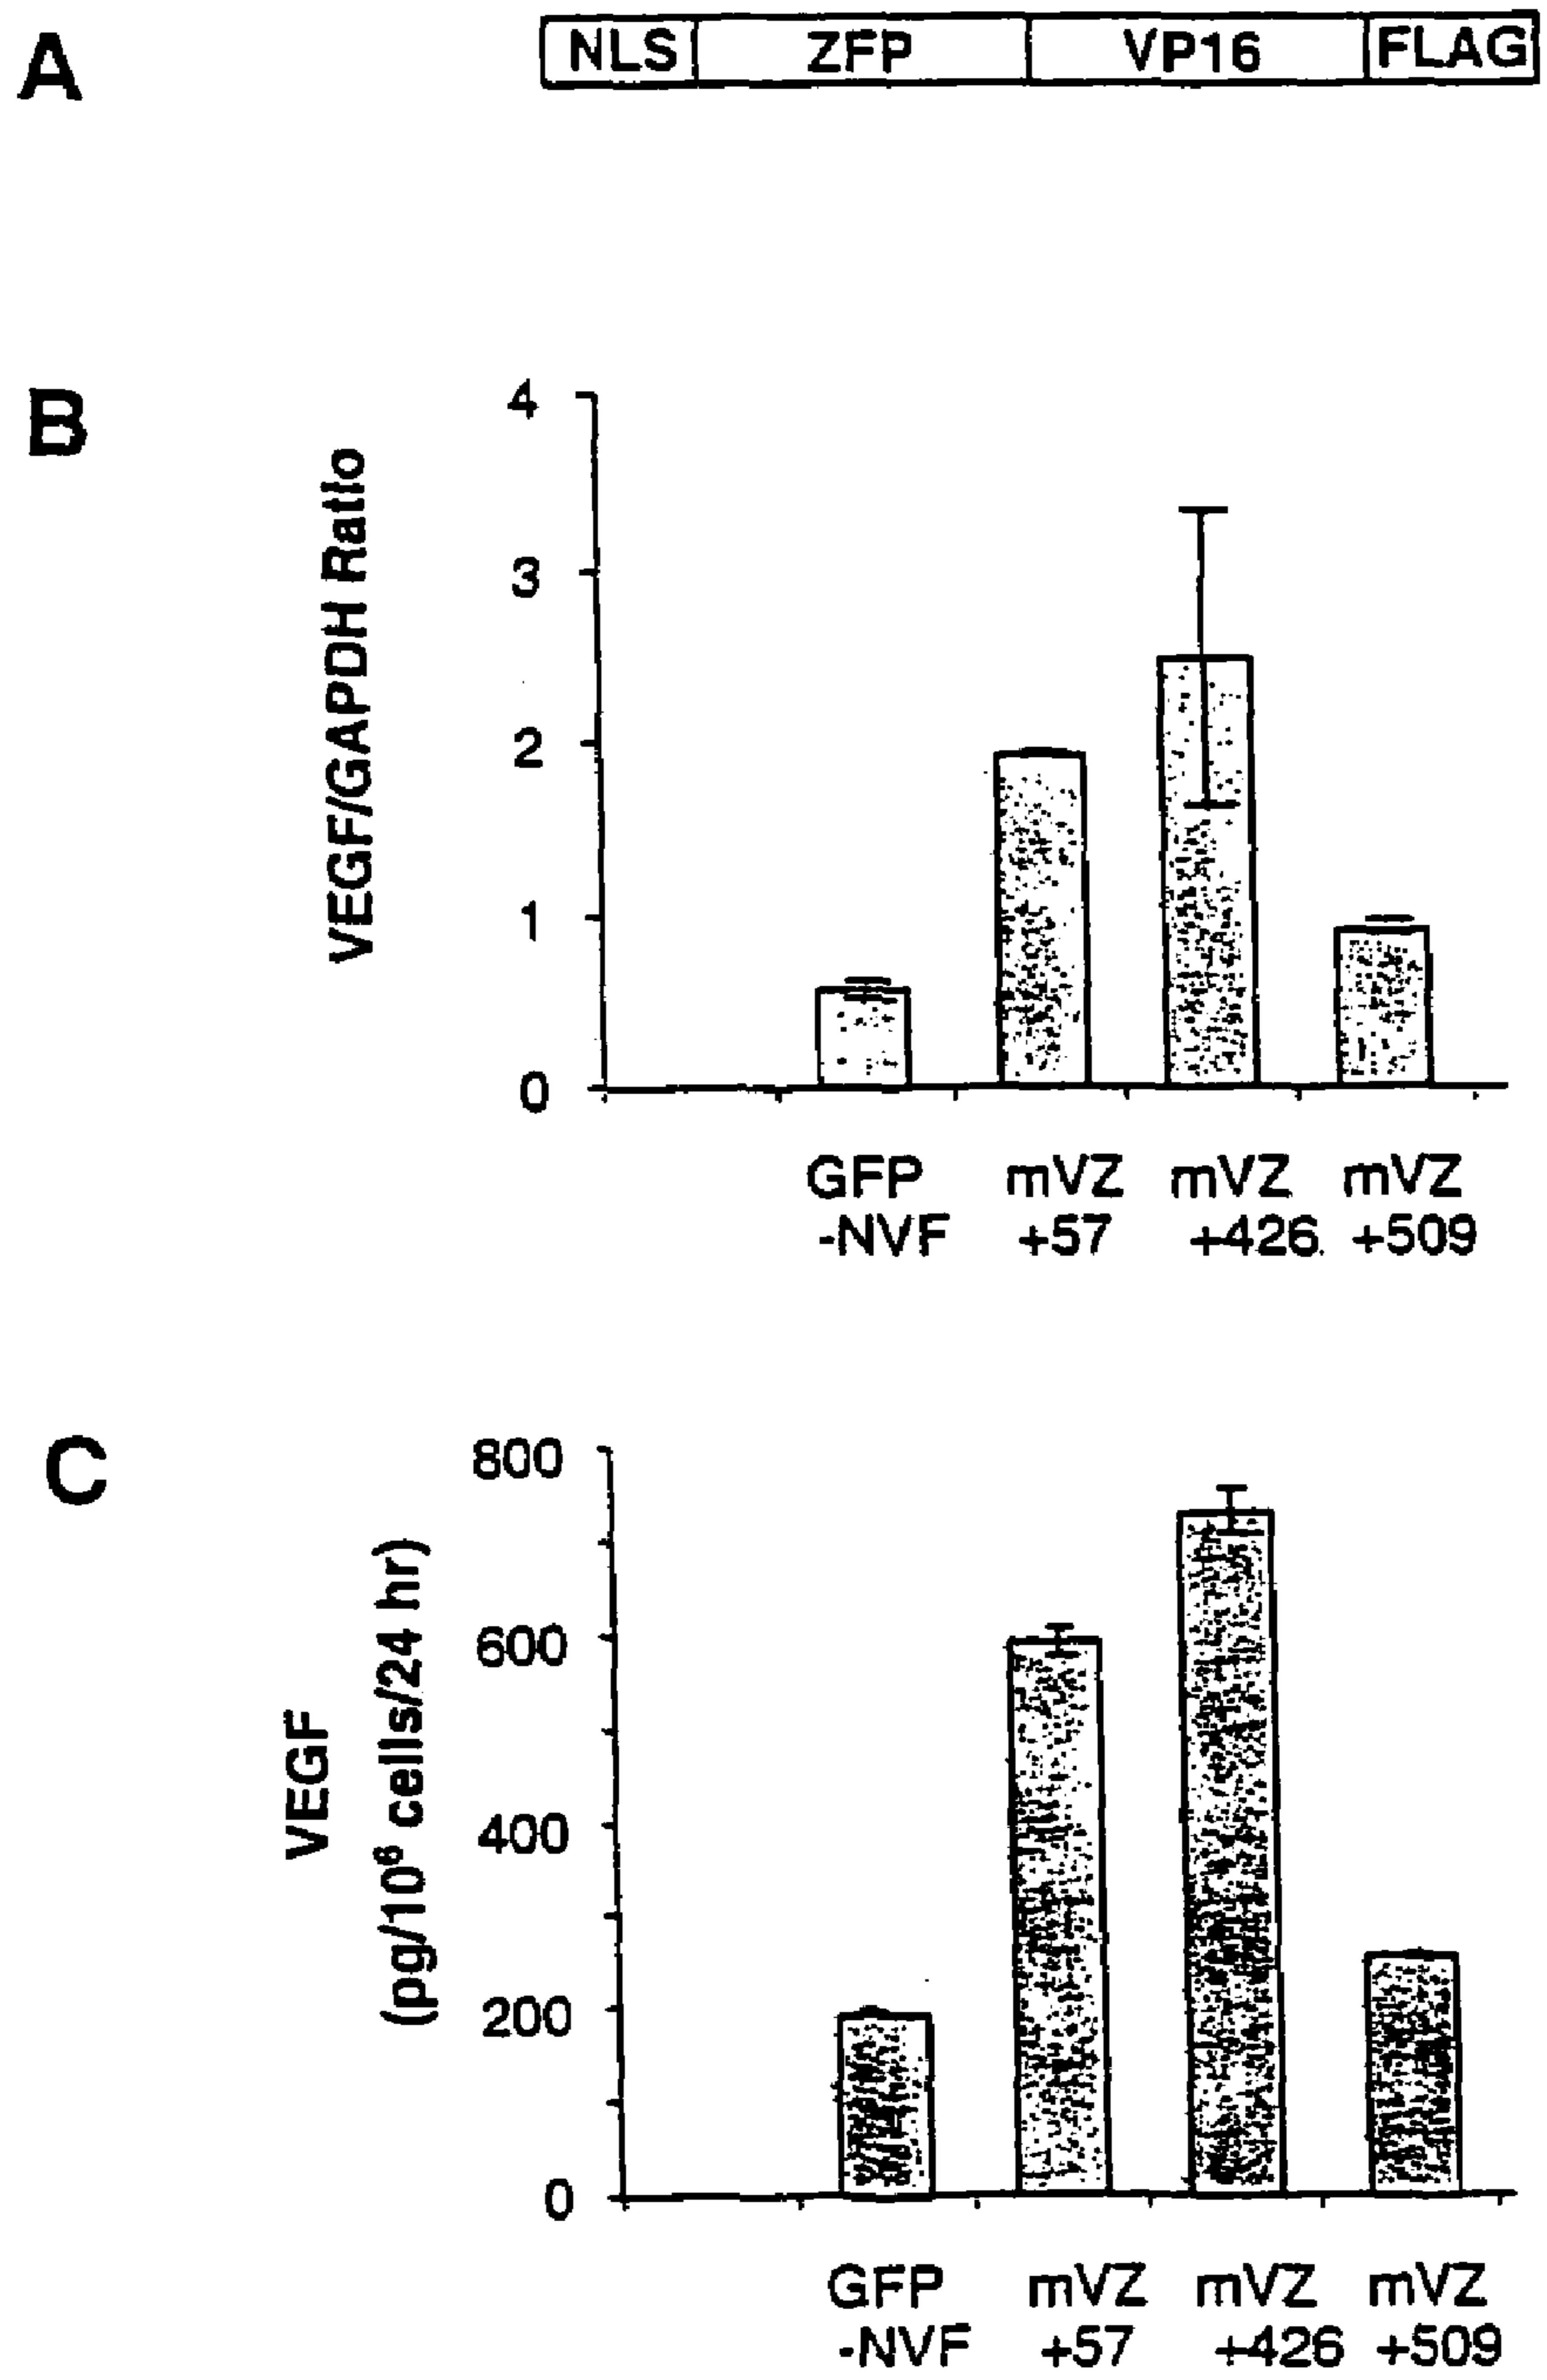 A
NLS ZFP VP16 FLAG
B
VEGF/GAPDH Ratio
4
3
2
1
0
GFP mVZ mVZ mVZ
-NVF +57 +426 +509
C
VEGF
(pg/10⁶ cells/24 hr)
800
600
400
200
0
GFP mVZ mVZ mVZ
-NVF +57 +426 +509